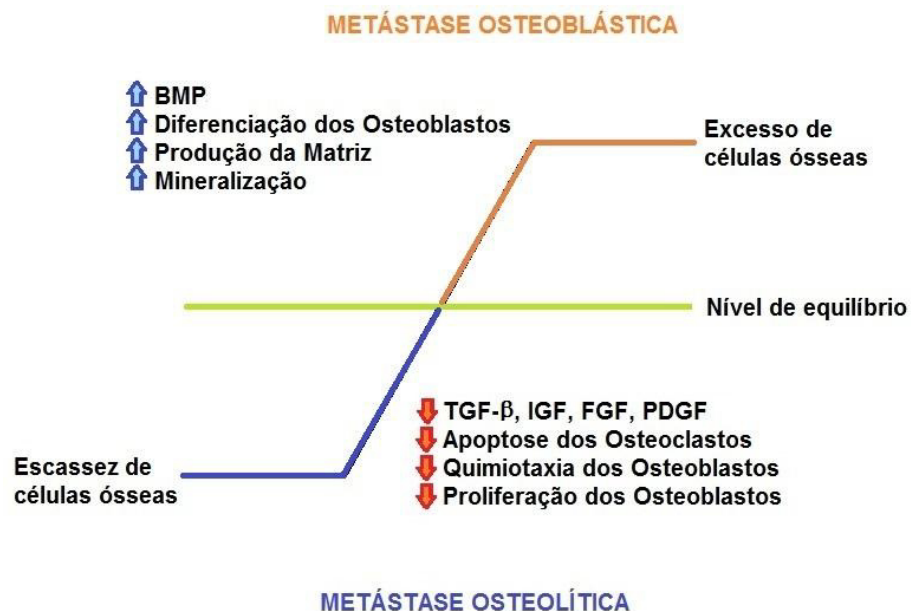 METÁSTASE OSTEOBLÁSTICA
BMP
Diferenciação dos Osteoblastos
Produção da Matriz
Mineralização
Excesso de
células ósseas
Nível de equilíbrio
TGF-β, IGF, FGF, PDGF
Apoptose dos Osteoclastos
Quimiotaxia dos Osteoblastos
Proliferação dos Osteoblastos
Escassez de
células ósseas
METÁSTASE OSTEOLÍTICA